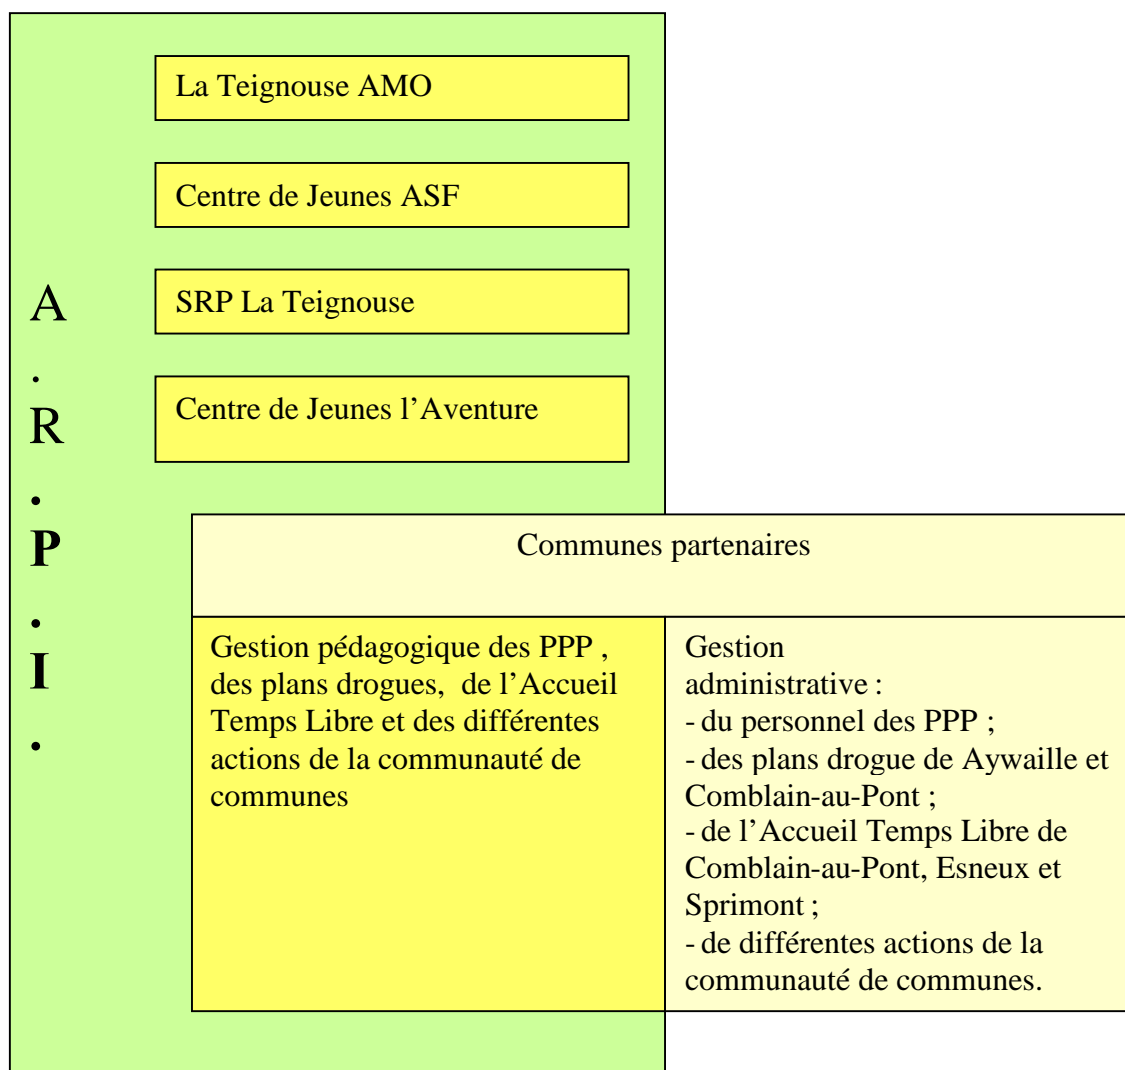 La Teignouse AMO
Centre de Jeunes ASF
SRP La Teignouse
Centre de Jeunes l’Aventure
A
.
R
.
P
.
I
.
Communes partenaires
Gestion pédagogique des PPP ,
des plans drogues, de l’Accueil
Temps Libre et des différentes
actions de la communauté de
communes
Gestion
administrative :
- du personnel des PPP ;
- des plans drogue de Aywaille et
Comblain-au-Pont ;
- de l’Accueil Temps Libre de
Comblain-au-Pont, Esneux et
Sprimont ;
- de différentes actions de la
communauté de communes.